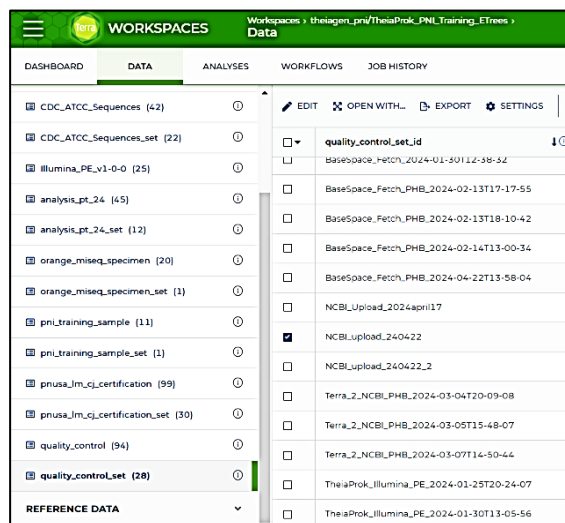 Terra
WORKSPACES
Workspaces › theiagen_pni/TheiaProk_PNI_Training_ETrees ›
Data
DASHBOARD
DATA
ANALYSES
WORKFLOWS
JOB HISTORY
CDC_ATCC_Sequences (42)
CDC_ATCC_Sequences_set (22)
Illumina_PE_v1-0-0 (25)
analysis_pt_24 (45)
analysis_pt_24_set (12)
orange_miseq_specimen (20)
orange_miseq_specimen_set (1)
pni_training_sample (11)
pni_training_sample_set (1)
pnusa_lm_cj_certification (99)
pnusa_lm_cj_certification_set (30)
quality_control (94)
quality_control_set (28)
REFERENCE DATA
EDIT
OPEN WITH...
EXPORT
SETTINGS
quality_control_set_id
BaseSpace_Fetch_2024-01-30T12-38-32
BaseSpace_Fetch_PHB_2024-02-13T17-17-55
BaseSpace_Fetch_PHB_2024-02-13T18-10-42
BaseSpace_Fetch_PHB_2024-02-14T13-00-34
BaseSpace_Fetch_PHB_2024-04-22T13-58-04
NCBI_Upload_2024april17
NCBI_upload_240422
NCBI_upload_240422_2
Terra_2_NCBI_PHB_2024-03-04T20-09-08
Terra_2_NCBI_PHB_2024-03-05T15-48-07
Terra_2_NCBI_PHB_2024-03-07T14-50-44
TheiaProk_Illumina_PE_2024-01-25T20-24-07
TheiaProk_Illumina_PE_2024-01-30T13-05-56